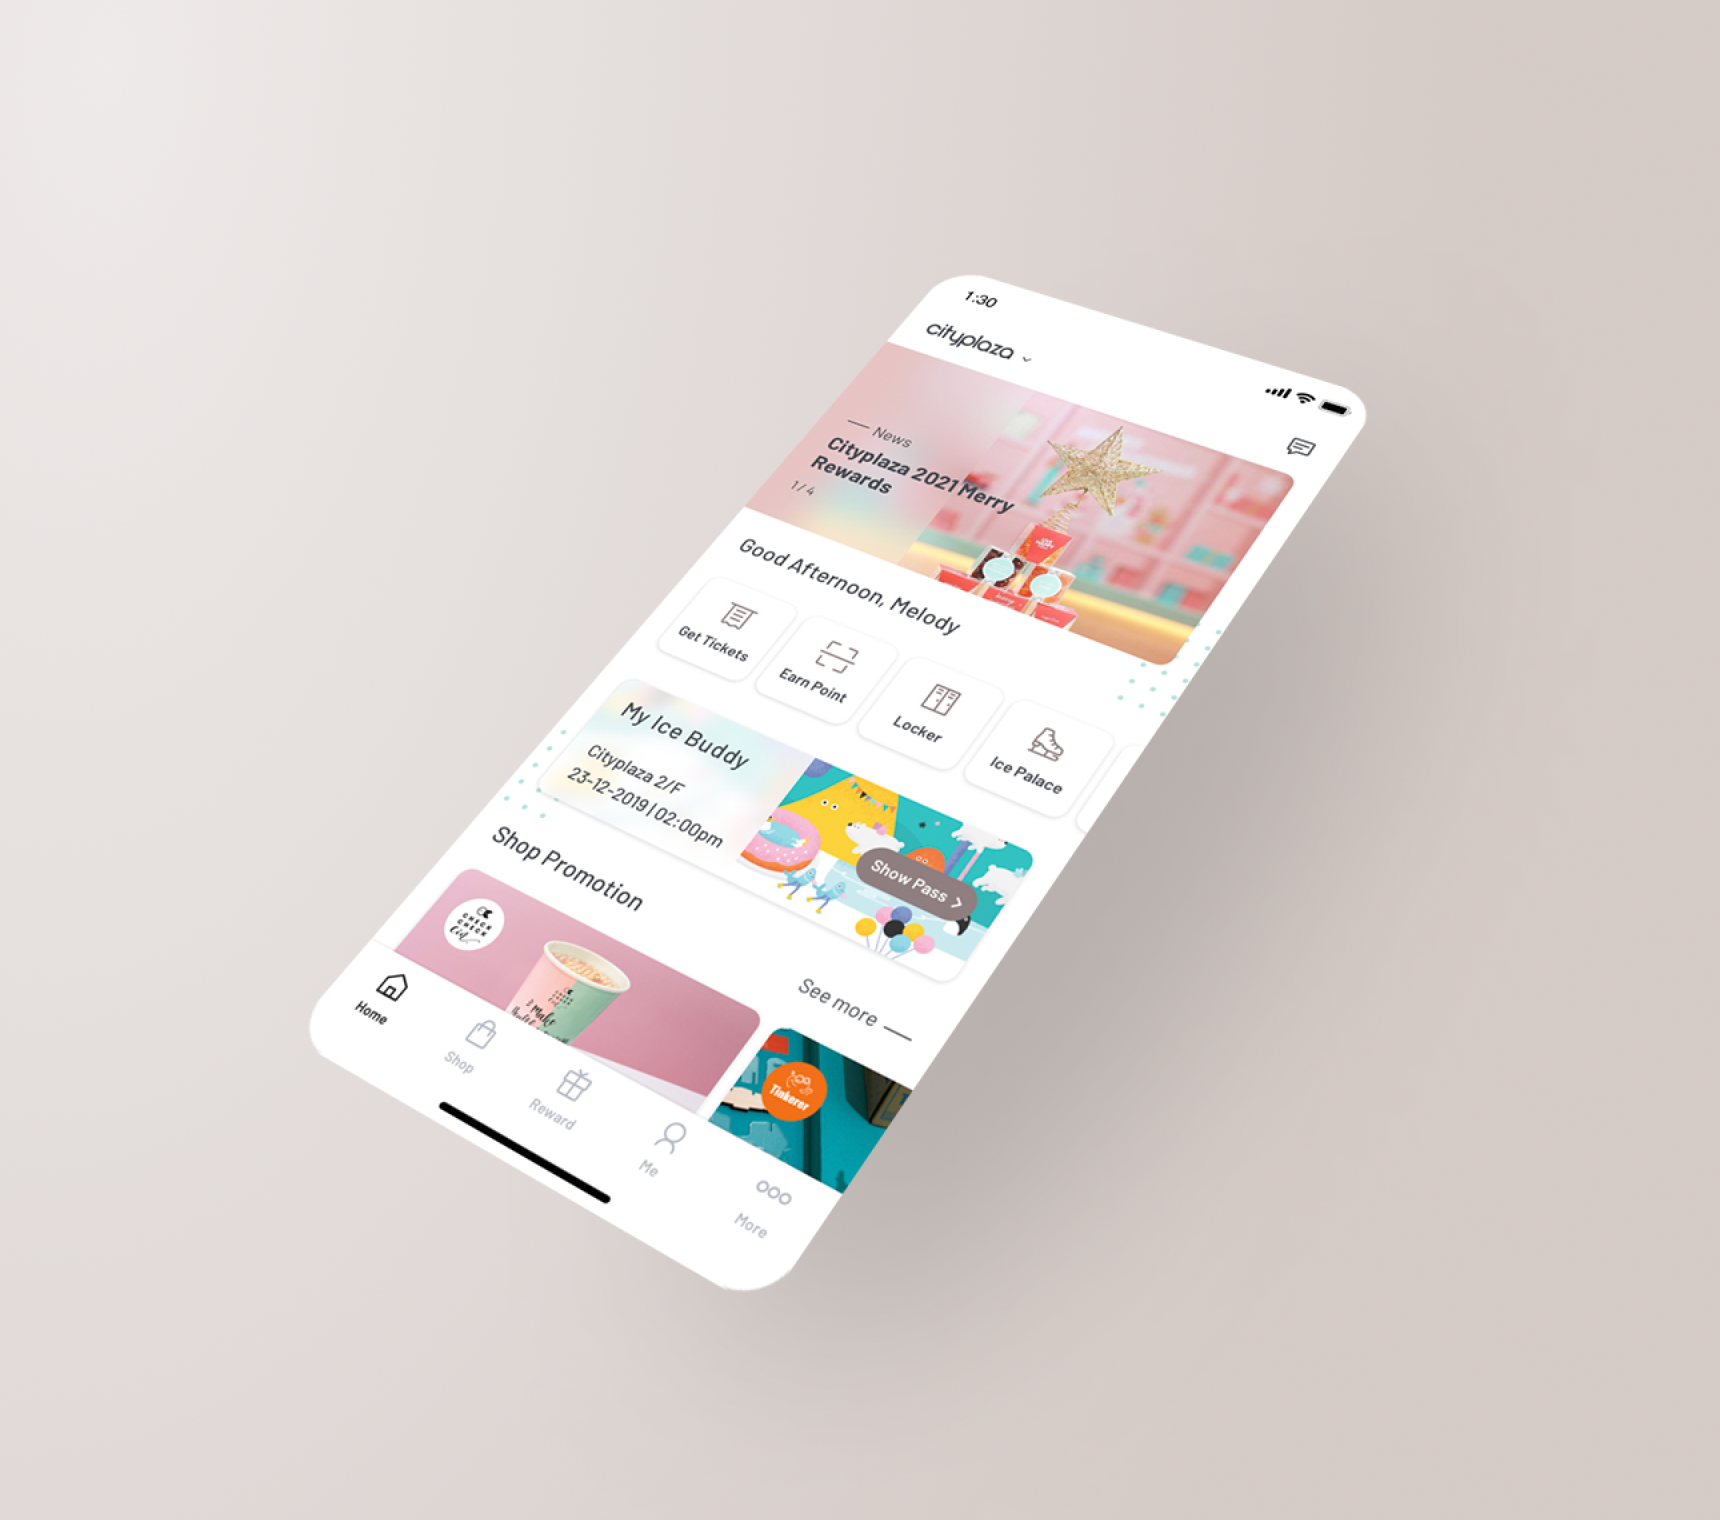 1:30
cityplaza
News
Cityplaza 2021 Merry
Rewards
1 / 4
Good Afternoon, Melody
Get Tickets
Earn Point
Locker
Ice Palace
My Ice Buddy
Cityplaza 2/F
23-12-2019 | 02:00pm
Show Pass
Shop Promotion
See more
CHECK
CHECK
Cin
Tinkerer
Home
Shop
Reward
Me
More